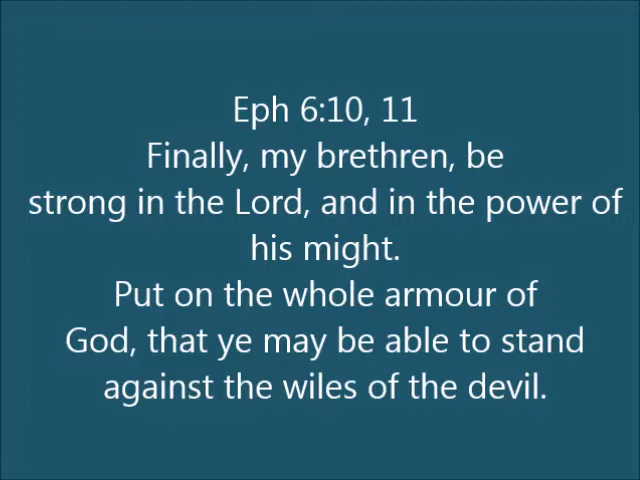 Eph 6:10, 11
Finally, my brethren, be
strong in the Lord, and in the power of
his might.
Put on the whole armour of
God, that ye may be able to stand
against the wiles of the devil.